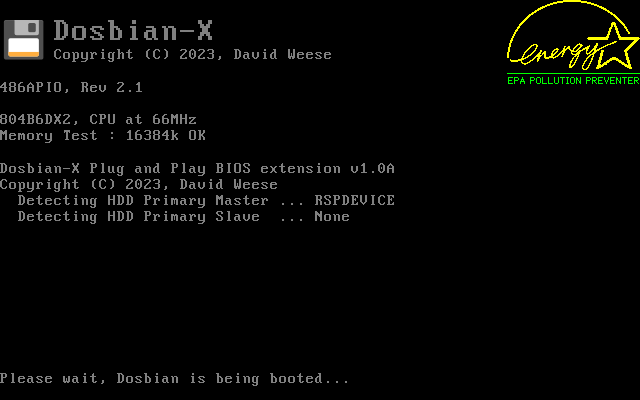 Dosbian-X
Copyright (C) 2023, David Weese
energy
EPA POLLUTION PREVENTER
486APIO, Rev 2.1
804B6DX2, CPU at 66MHz
Memory Test : 16384k OK
Dosbian-X Plug and Play BIOS extension v1.0A
Copyright (C) 2023, David Weese
Detecting HDD Primary Master ... RSPDEVICE
Detecting HDD Primary Slave ... None
Please wait, Dosbian is being booted...